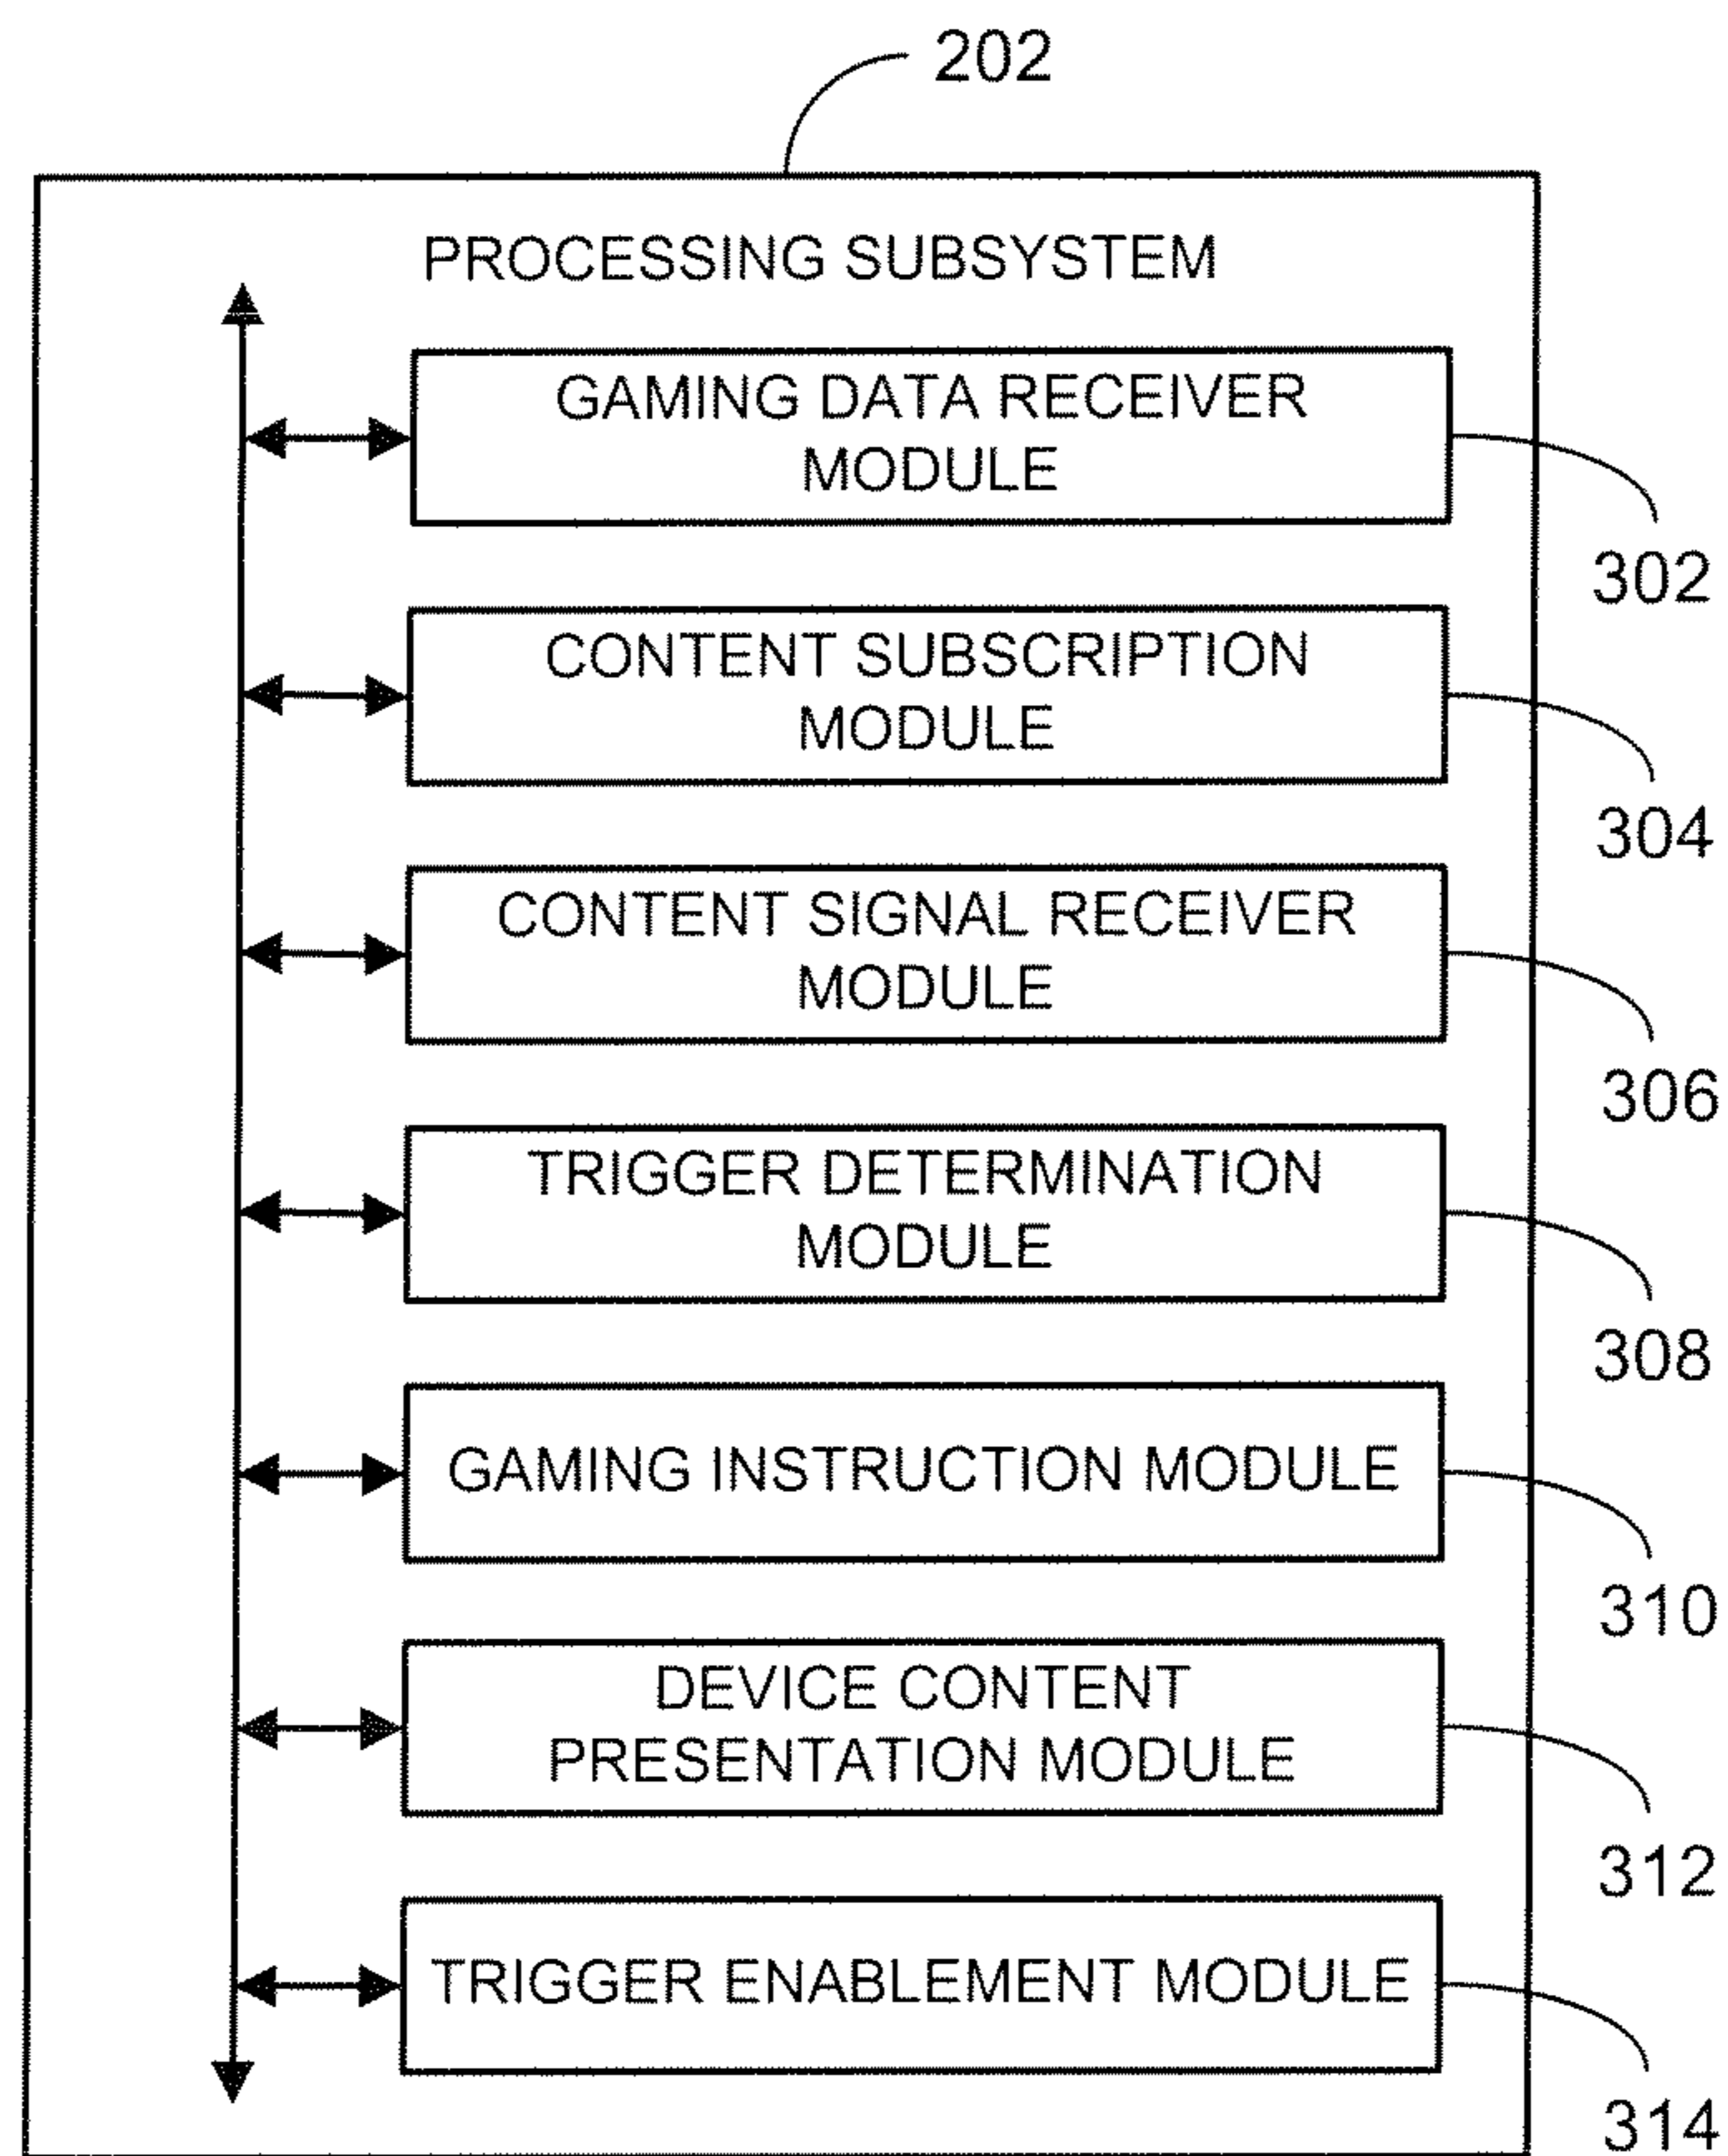 202
PROCESSING SUBSYSTEM
GAMING DATA RECEIVER
MODULE
302
CONTENT SUBSCRIPTION
MODULE
304
CONTENT SIGNAL RECEIVER
MODULE
306
TRIGGER DETERMINATION
MODULE
308
GAMING INSTRUCTION MODULE
310
DEVICE CONTENT
PRESENTATION MODULE
312
TRIGGER ENABLEMENT MODULE
314